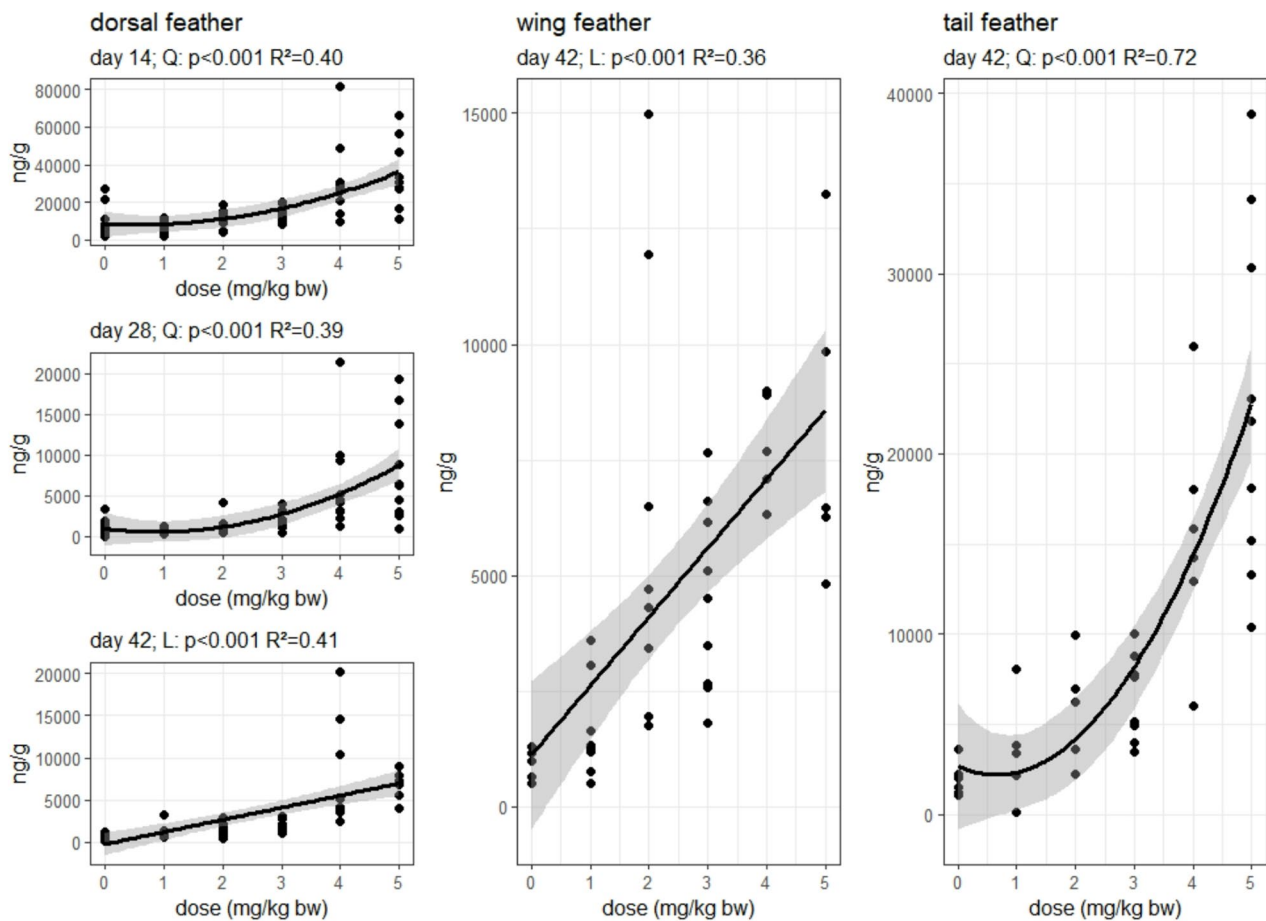 dorsal feather
day 14; Q: p<0.001 R²=0.40
80000
60000
40000
20000
0
ng/g
0 1 2 3 4 5
dose (mg/kg bw)
day 28; Q: p<0.001 R²=0.39
20000
15000
10000
5000
0
ng/g
0 1 2 3 4 5
dose (mg/kg bw)
day 42; L: p<0.001 R²=0.41
20000
15000
10000
5000
0
ng/g
0 1 2 3 4 5
dose (mg/kg bw)
wing feather
day 42; L: p<0.001 R²=0.36
15000
10000
5000
0
ng/g
0 1 2 3 4 5
dose (mg/kg bw)
tail feather
day 42; Q: p<0.001 R²=0.72
40000
30000
20000
10000
0
ng/g
0 1 2 3 4 5
dose (mg/kg bw)